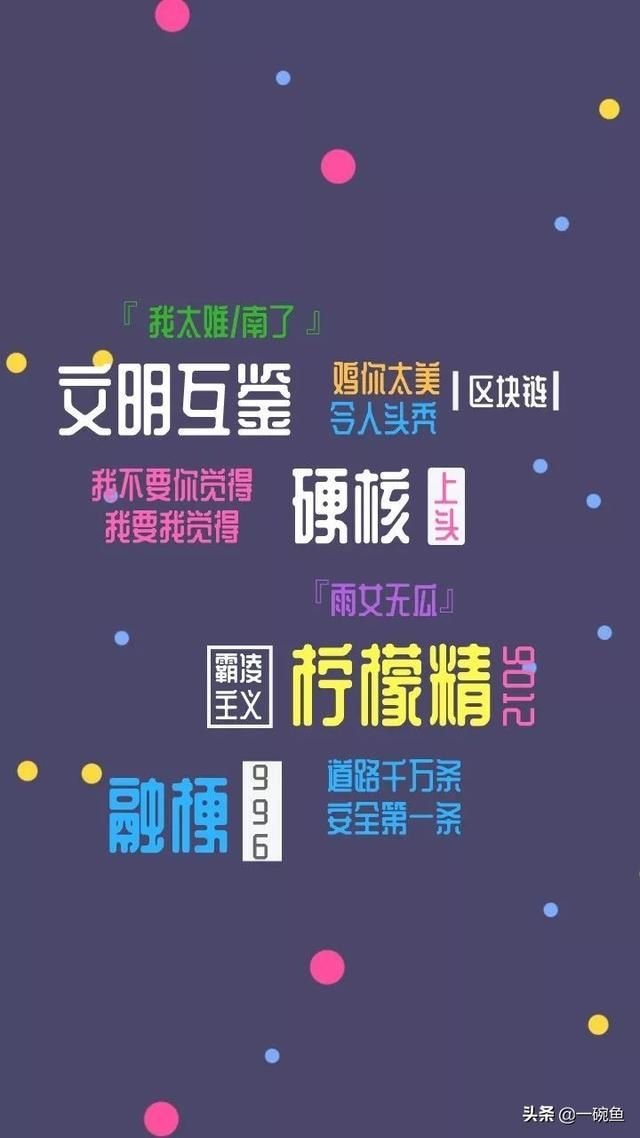 『 我太难/南了 』
文明互鉴
鸡你太美
令人头秃
|区块链|
我不要你觉得
我要我觉得
硬核
上头
『雨女无瓜』
霸凌
主义
柠檬精
9012
融梗
996
道路千万条
安全第一条
头条 @一碗鱼